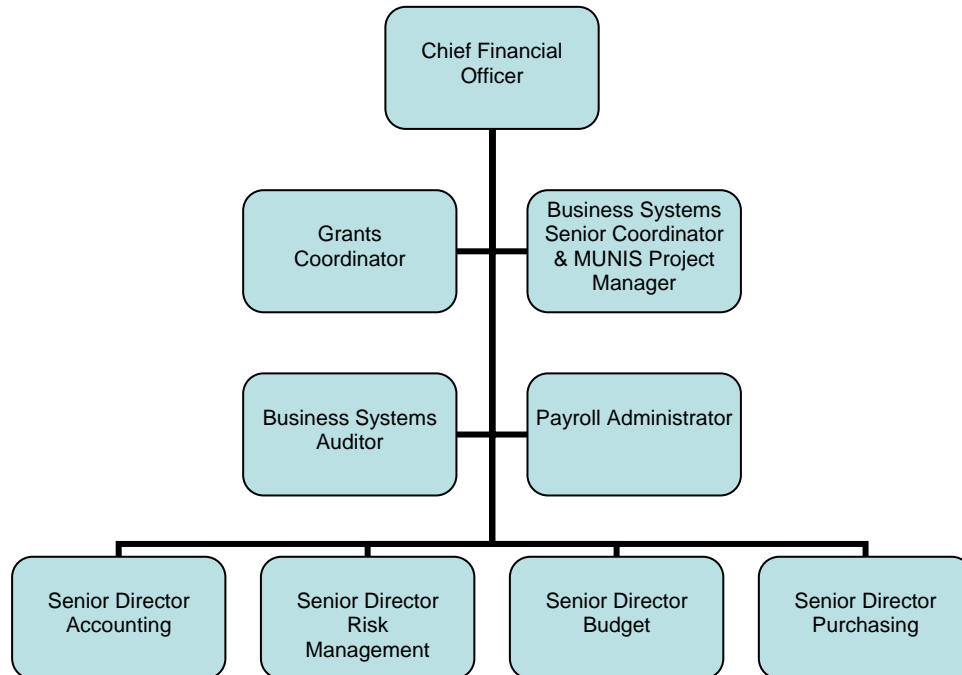 Chief Financial
Officer
Grants
Coordinator
Business Systems
Senior Coordinator
& MUNIS Project
Manager
Business Systems
Auditor
Payroll Administrator
Senior Director
Accounting
Senior Director
Risk
Management
Senior Director
Budget
Senior Director
Purchasing